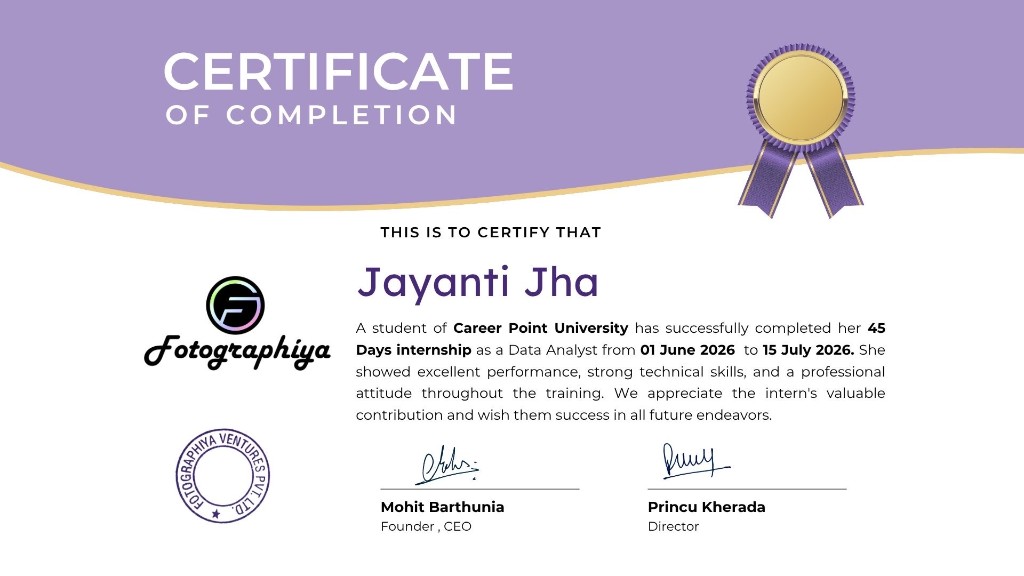 CERTIFICATE
OF COMPLETION
THIS IS TO CERTIFY THAT
Jayanti Jha
Fotographiya
A student of Career Point University has successfully completed her 45
Days internship as a Data Analyst from 01 June 2026 to 15 July 2026. She
showed excellent performance, strong technical skills, and a professional
attitude throughout the training. We appreciate the intern's valuable
contribution and wish them success in all future endeavors.
FOTOGRAPHIYA VENTURES PVT. LTD.
Mohit Barthunia
Founder , CEO
Princu Kherada
Director